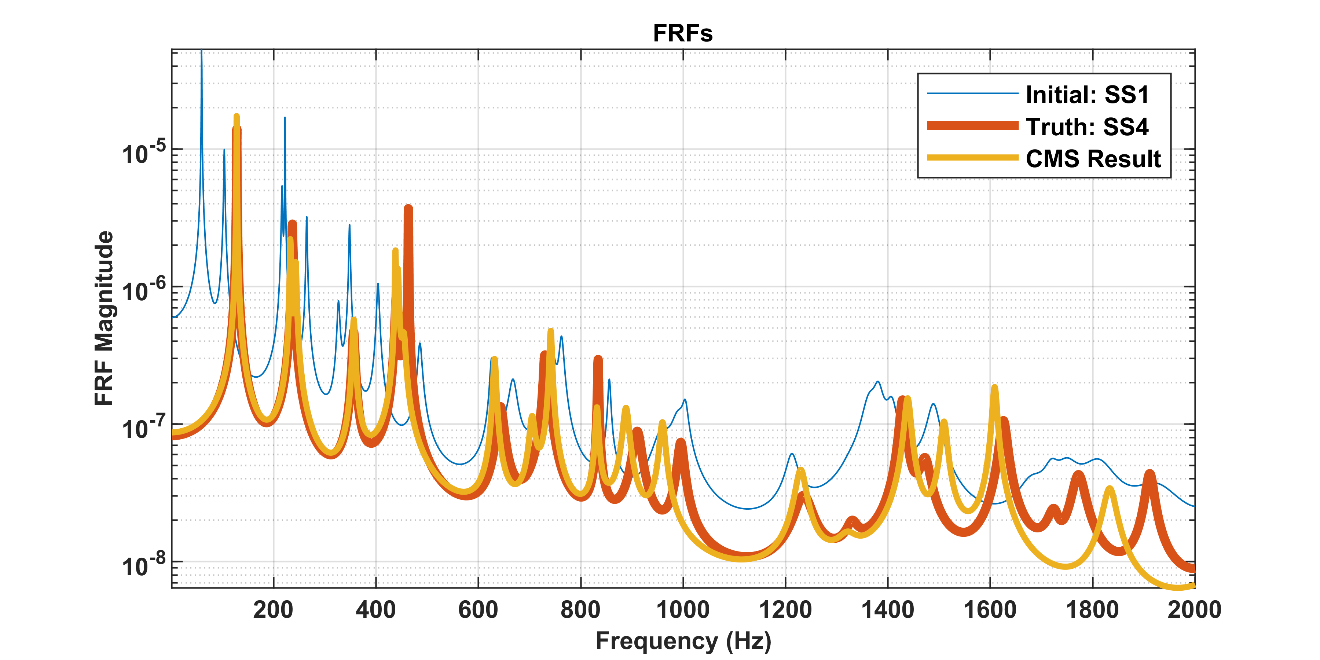 FRFs
Initial: SS1
Truth: SS4
CMS Result
FRF Magnitude
10-5
10-6
10-7
10-8
200 400 600 800 1000 1200 1400 1600 1800 2000
Frequency (Hz)